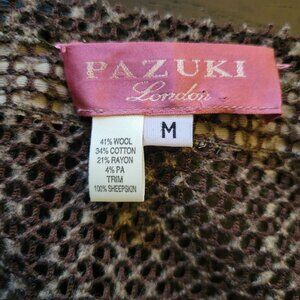 PAZUKI
London
M
41% WOOL
34% COTTON
21% RAYON
4% PA
TRIM
100% SHEEPSKIN